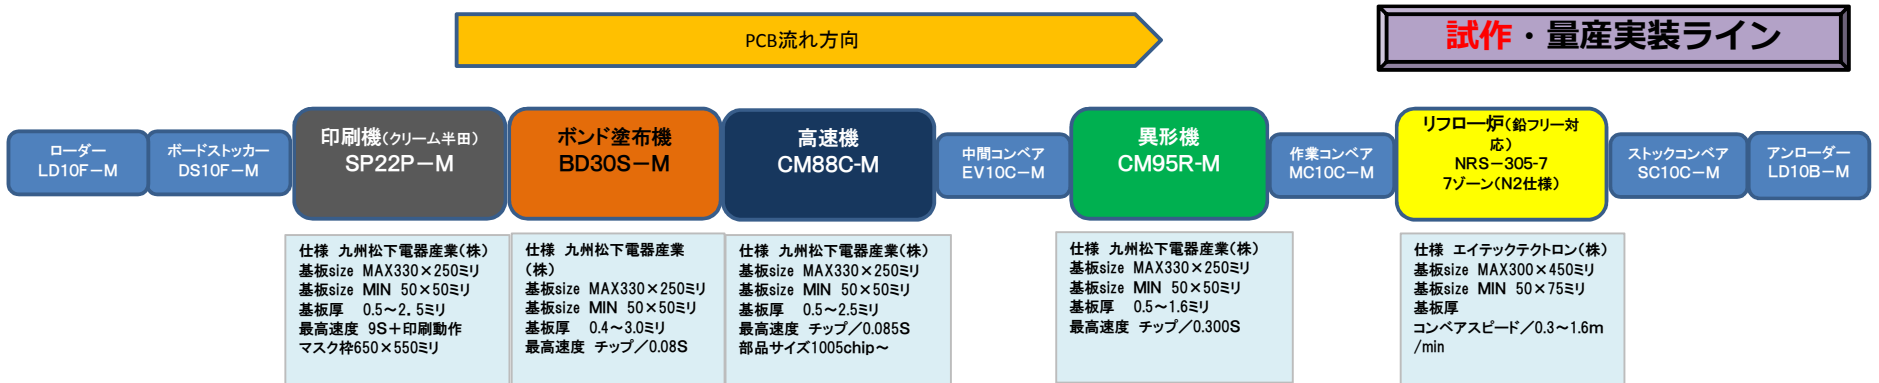 PCB流れ方向
試作・量産実装ライン
ローダー
LD10F－M
ボードストッカー
DS10F－M
印刷機(クリーム半田)
SP22P－M
ボンド塗布機
BD30S－M
高速機
CM88C-M
中間コンベア
EV10C－M
異形機
CM95R-M
作業コンベア
MC10C－M
リフロー炉(鉛フリー対
応)
NRS－305-7
7ゾーン(N2仕様)
ストックコンベア
SC10C－M
アンローダー
LD10B－M
仕様 九州松下電器産業(株)
基板size MAX330×250ミリ
基板size MIN 50×50ミリ
基板厚 0.5～2．5ミリ
最高速度 9S＋印刷動作
マスク枠650×550ミリ
仕様 九州松下電器産業
(株)
基板size MAX330×250ミリ
基板size MIN 50×50ミリ
基板厚 0.4～3.0ミリ
最高速度 チップ／0.08S
仕様 九州松下電器産業(株)
基板size MAX330×250ミリ
基板size MIN 50×50ミリ
基板厚 0.5～2.5ミリ
最高速度 チップ／0.085S
部品サイズ1005chip～
仕様 九州松下電器産業(株)
基板size MAX330×250ミリ
基板size MIN 50×50ミリ
基板厚 0.5～1.6ミリ
最高速度 チップ／0.300S
仕様 エイテックテクトロン(株)
基板size MAX300×450ミリ
基板size MIN 50×75ミリ
基板厚
コンベアスピード／0.3～1.6m
/min